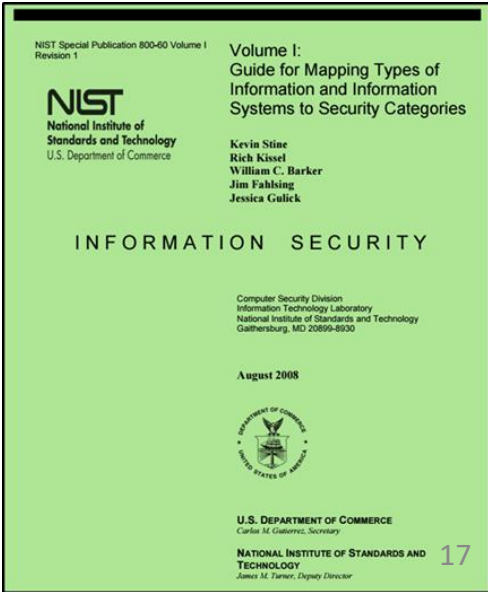 NIST Special Publication 800-60 Volume I
Revision 1
NIST
National Institute of
Standards and Technology
U.S. Department of Commerce
Volume I:
Guide for Mapping Types of
Information and Information
Systems to Security Categories
Kevin Stine
Rich Kissel
William C. Barker
Jim Fahlsing
Jessica Gulick
INFORMATION SECURITY
Computer Security Division
Information Technology Laboratory
National Institute of Standards and Technology
Gaithersburg, MD 20899-8930
August 2008
DEPARTMENT OF COMMERCE
UNITED STATES OF AMERICA
U.S. DEPARTMENT OF COMMERCE
Carlos M. Gutierrez, Secretary
NATIONAL INSTITUTE OF STANDARDS AND
TECHNOLOGY
James M. Turner, Deputy Director
17